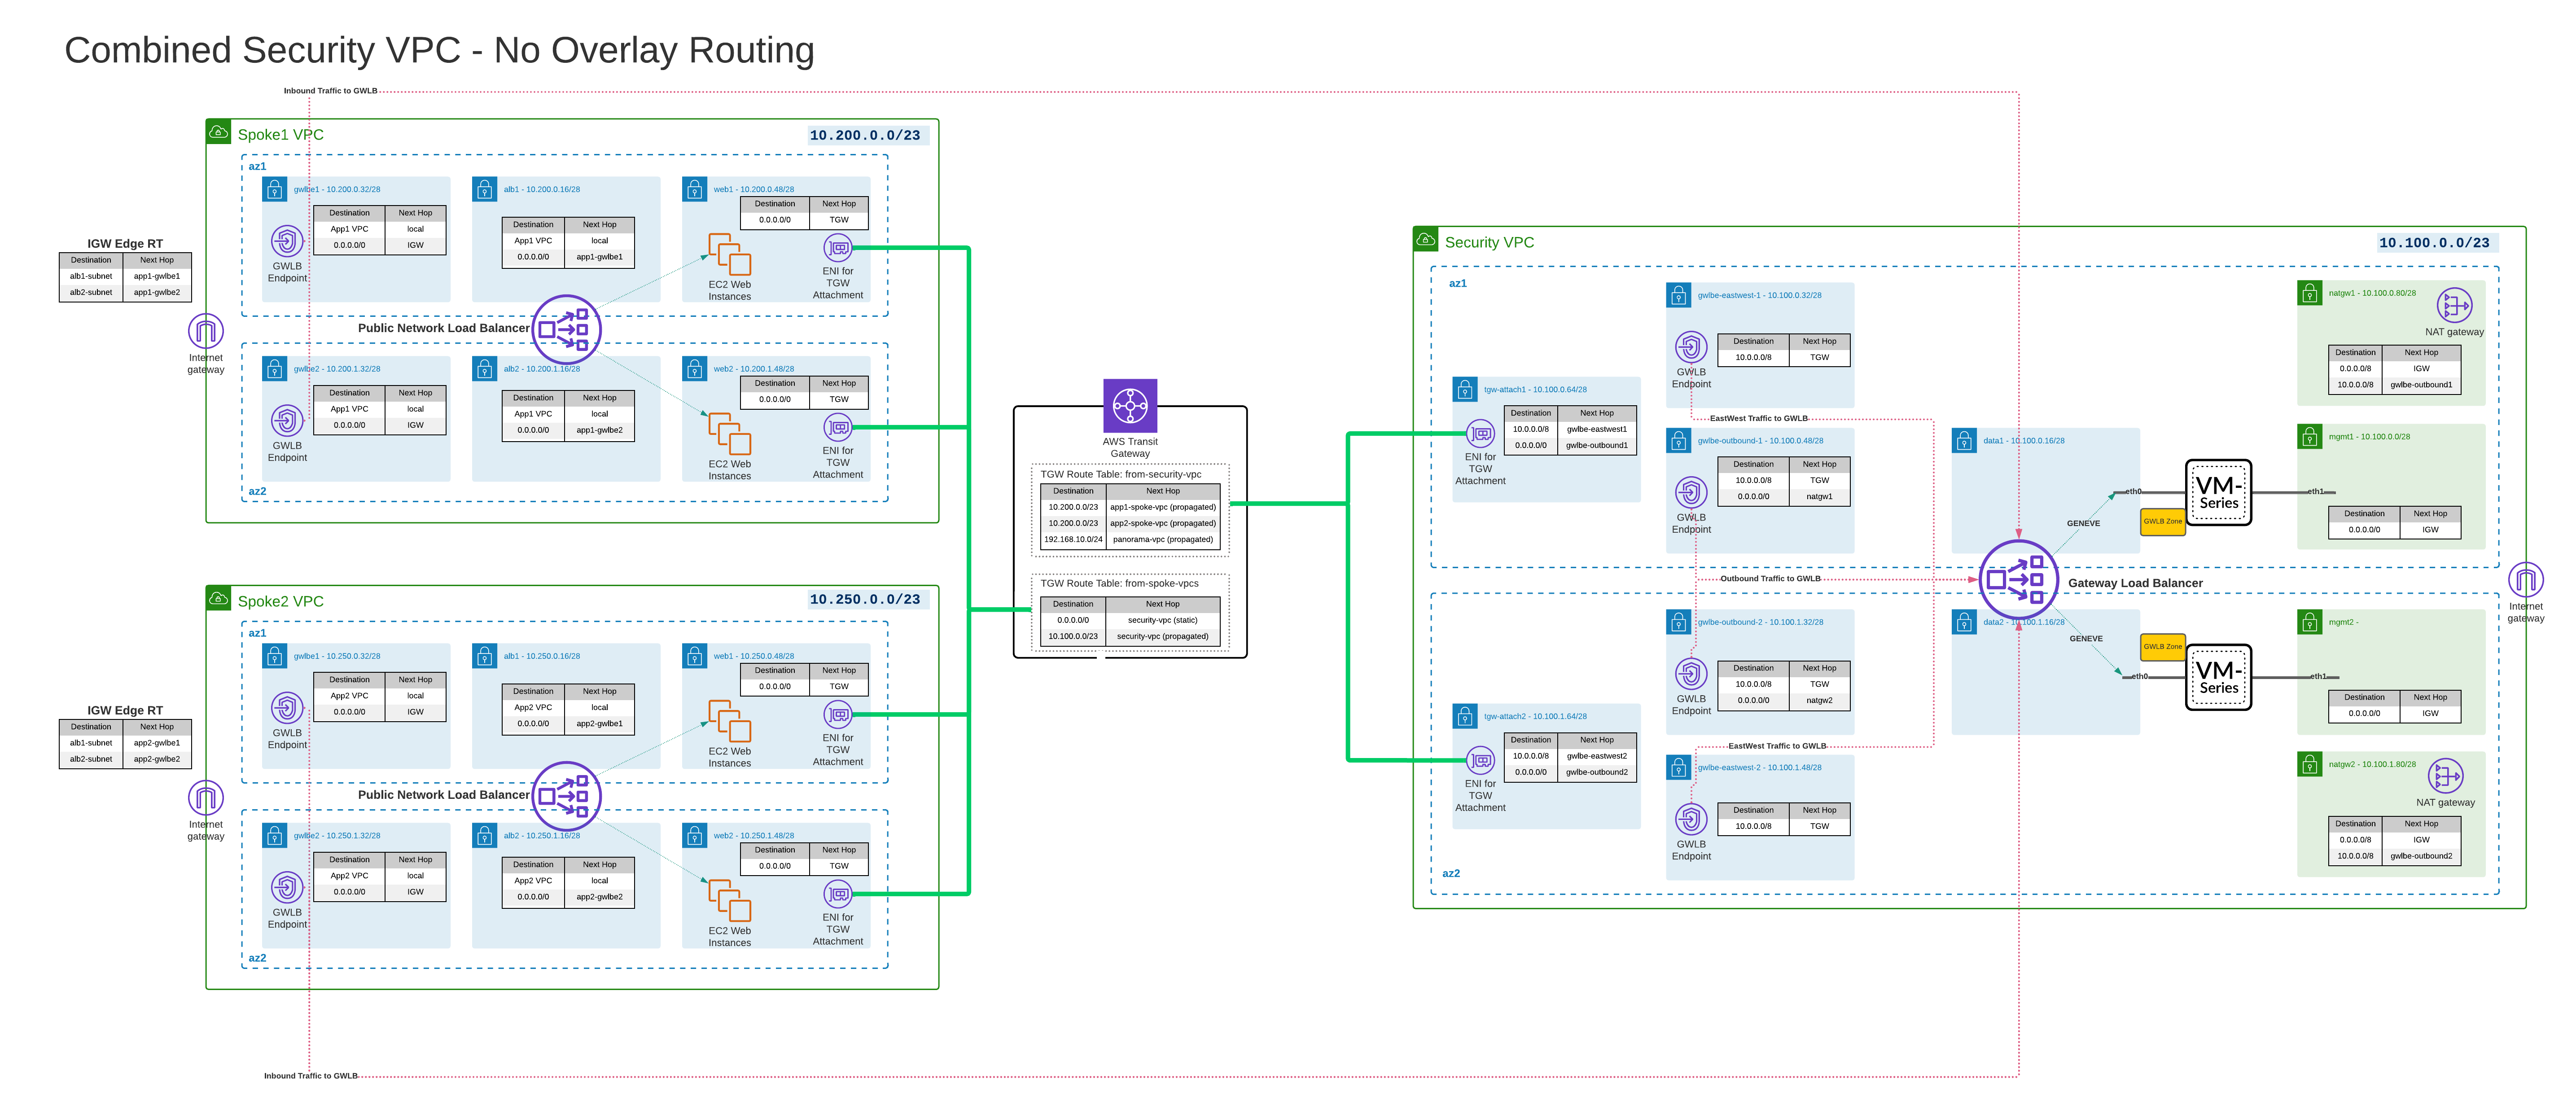 Combined Security VPC - No Overlay Routing
Inbound Traffic to GWLB
Spoke1 VPC
10.200.0.0/23
az1
gwlbe1 - 10.200.0.32/28
Destination Next Hop
App1 VPC local
0.0.0.0/0 IGW
GWLB
Endpoint
alb1 - 10.200.0.16/28
Destination Next Hop
App1 VPC local
0.0.0.0/0 app1-gwlbe1
web1 - 10.200.0.48/28
Destination Next Hop
0.0.0.0/0 TGW
EC2 Web
Instances
ENI for
TGW
Attachment
IGW Edge RT
Destination Next Hop
alb1-subnet app1-gwlbe1
alb2-subnet app1-gwlbe2
Internet
gateway
Public Network Load Balancer
gwlbe2 - 10.200.1.32/28
Destination Next Hop
App1 VPC local
0.0.0.0/0 IGW
GWLB
Endpoint
alb2 - 10.200.1.16/28
Destination Next Hop
App1 VPC local
0.0.0.0/0 app1-gwlbe2
web2 - 10.200.1.48/28
Destination Next Hop
0.0.0.0/0 TGW
EC2 Web
Instances
ENI for
TGW
Attachment
az2
Spoke2 VPC
10.250.0.0/23
az1
gwlbe1 - 10.250.0.32/28
Destination Next Hop
App2 VPC local
0.0.0.0/0 IGW
GWLB
Endpoint
alb1 - 10.250.0.16/28
Destination Next Hop
App2 VPC local
0.0.0.0/0 app2-gwlbe1
web1 - 10.250.0.48/28
Destination Next Hop
0.0.0.0/0 TGW
EC2 Web
Instances
ENI for
TGW
Attachment
IGW Edge RT
Destination Next Hop
alb1-subnet app2-gwlbe1
alb2-subnet app2-gwlbe2
Internet
gateway
Public Network Load Balancer
gwlbe2 - 10.250.1.32/28
Destination Next Hop
App2 VPC local
0.0.0.0/0 IGW
GWLB
Endpoint
alb2 - 10.250.1.16/28
Destination Next Hop
App2 VPC local
0.0.0.0/0 app2-gwlbe2
web2 - 10.250.1.48/28
Destination Next Hop
0.0.0.0/0 TGW
EC2 Web
Instances
ENI for
TGW
Attachment
az2
Inbound Traffic to GWLB
AWS Transit
Gateway
TGW Route Table: from-security-vpc
Destination Next Hop
10.200.0.0/23 app1-spoke-vpc (propagated)
10.200.0.0/23 app2-spoke-vpc (propagated)
192.168.10.0/24 panorama-vpc (propagated)
TGW Route Table: from-spoke-vpcs
Destination Next Hop
0.0.0.0/0 security-vpc (static)
10.100.0.0/23 security-vpc (propagated)
Security VPC
10.100.0.0/23
az1
tgw-attach1 - 10.100.0.64/28
Destination Next Hop
10.0.0.0/8 gwlbe-eastwest1
0.0.0.0/0 gwlbe-outbound1
ENI for
TGW
Attachment
gwlbe-eastwest-1 - 10.100.0.32/28
Destination Next Hop
10.0.0.0/8 TGW
GWLB
Endpoint
EastWest Traffic to GWLB
gwlbe-outbound-1 - 10.100.0.48/28
Destination Next Hop
10.0.0.0/8 TGW
0.0.0.0/0 natgw1
GWLB
Endpoint
data1 - 10.100.0.16/28
GENEVE
eth0
GWLB Zone
VM-
Series
eth1
natgw1 - 10.100.0.80/28
NAT gateway
Destination Next Hop
0.0.0.0/8 IGW
10.0.0.0/8 gwlbe-outbound1
mgmt1 - 10.100.0.0/28
Destination Next Hop
0.0.0.0/0 IGW
Outbound Traffic to GWLB
Gateway Load Balancer
Internet
gateway
tgw-attach2 - 10.100.1.64/28
Destination Next Hop
10.0.0.0/8 gwlbe-eastwest2
0.0.0.0/0 gwlbe-outbound2
ENI for
TGW
Attachment
gwlbe-outbound-2 - 10.100.1.32/28
Destination Next Hop
10.0.0.0/8 TGW
0.0.0.0/0 natgw2
GWLB
Endpoint
EastWest Traffic to GWLB
gwlbe-eastwest-2 - 10.100.1.48/28
Destination Next Hop
10.0.0.0/8 TGW
GWLB
Endpoint
data2 - 10.100.1.16/28
GENEVE
eth0
GWLB Zone
VM-
Series
eth1
mgmt2 -
Destination Next Hop
0.0.0.0/0 IGW
natgw2 - 10.100.1.80/28
NAT gateway
Destination Next Hop
0.0.0.0/8 IGW
10.0.0.0/8 gwlbe-outbound2
az2